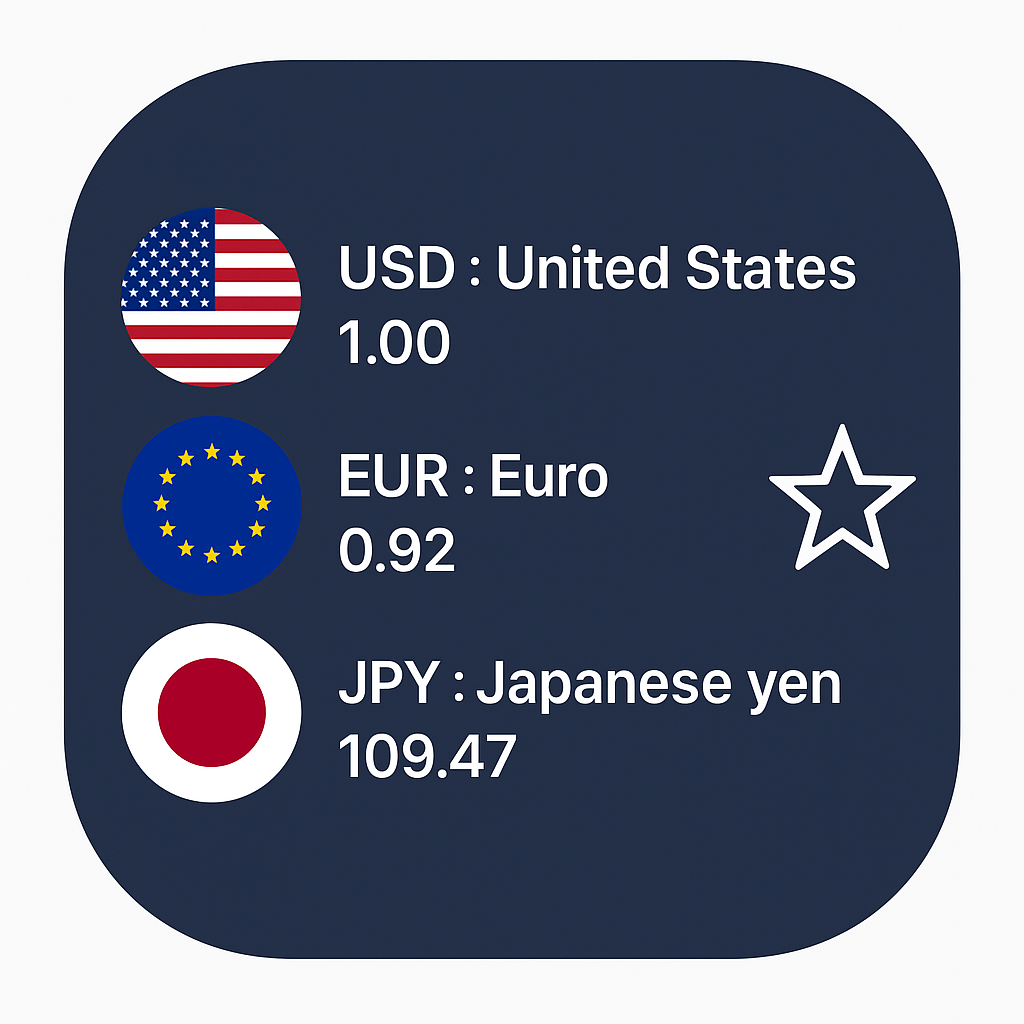 USD : United States
1.00
EUR : Euro
0.92
JPY : Japanese yen
109.47